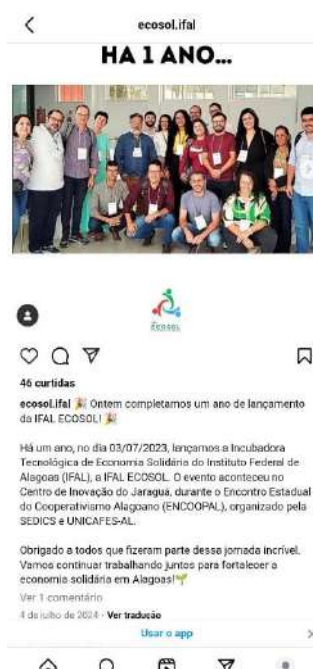 ecosol.ifal
HÁ 1 ANO...
ECOSOL
46 curtidas
ecosol.ifal 🎉 Ontem completamos um ano de lançamento
da IFAL ECOSOL! 🎉
Há um ano, no dia 03/07/2023, lançamos a Incubadora
Tecnológica de Economia Solidária do Instituto Federal de
Alagoas (IFAL), a IFAL ECOSOL. O evento aconteceu no
Centro de Inovação do Jaraguá, durante o Encontro Estadual
do Cooperativismo Alagoano (ENCOOPAL), organizado pela
SEDICS e UNICAFES-AL.
Obrigado a todos que fizeram parte dessa jornada incrível.
Vamos continuar trabalhando juntos para fortalecer a
economia solidária em Alagoas!🌱
Ver 1 comentário
4 de julho de 2024 · Ver tradução
Usar o app